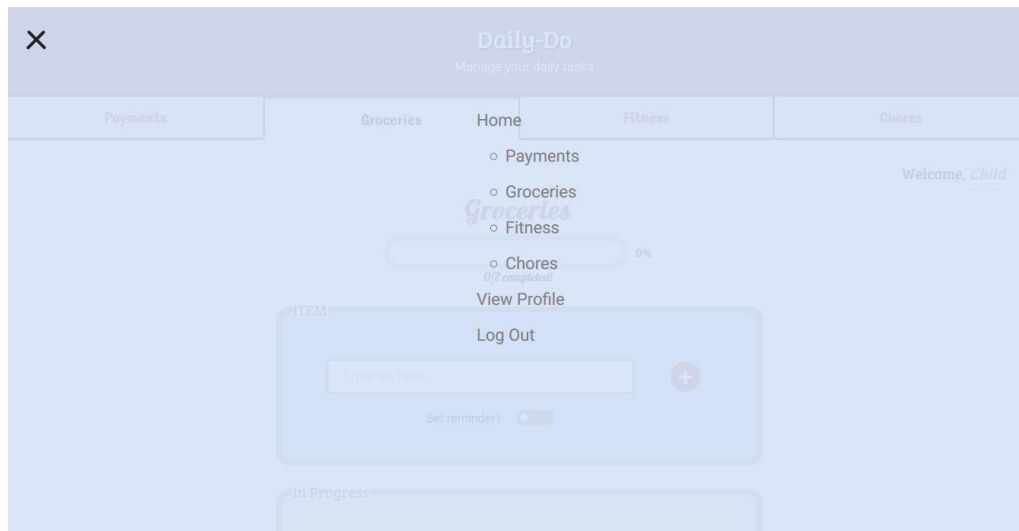 Daily-Do
Manage your daily tasks
Payments
Groceries
Fitness
Chores
Home
Payments
Groceries
Fitness
Chores
View Profile
Log Out
Welcome, Child
Groceries
0%
0/2 completed!
ITEM
Enter an item...
Set reminder?
In Progress